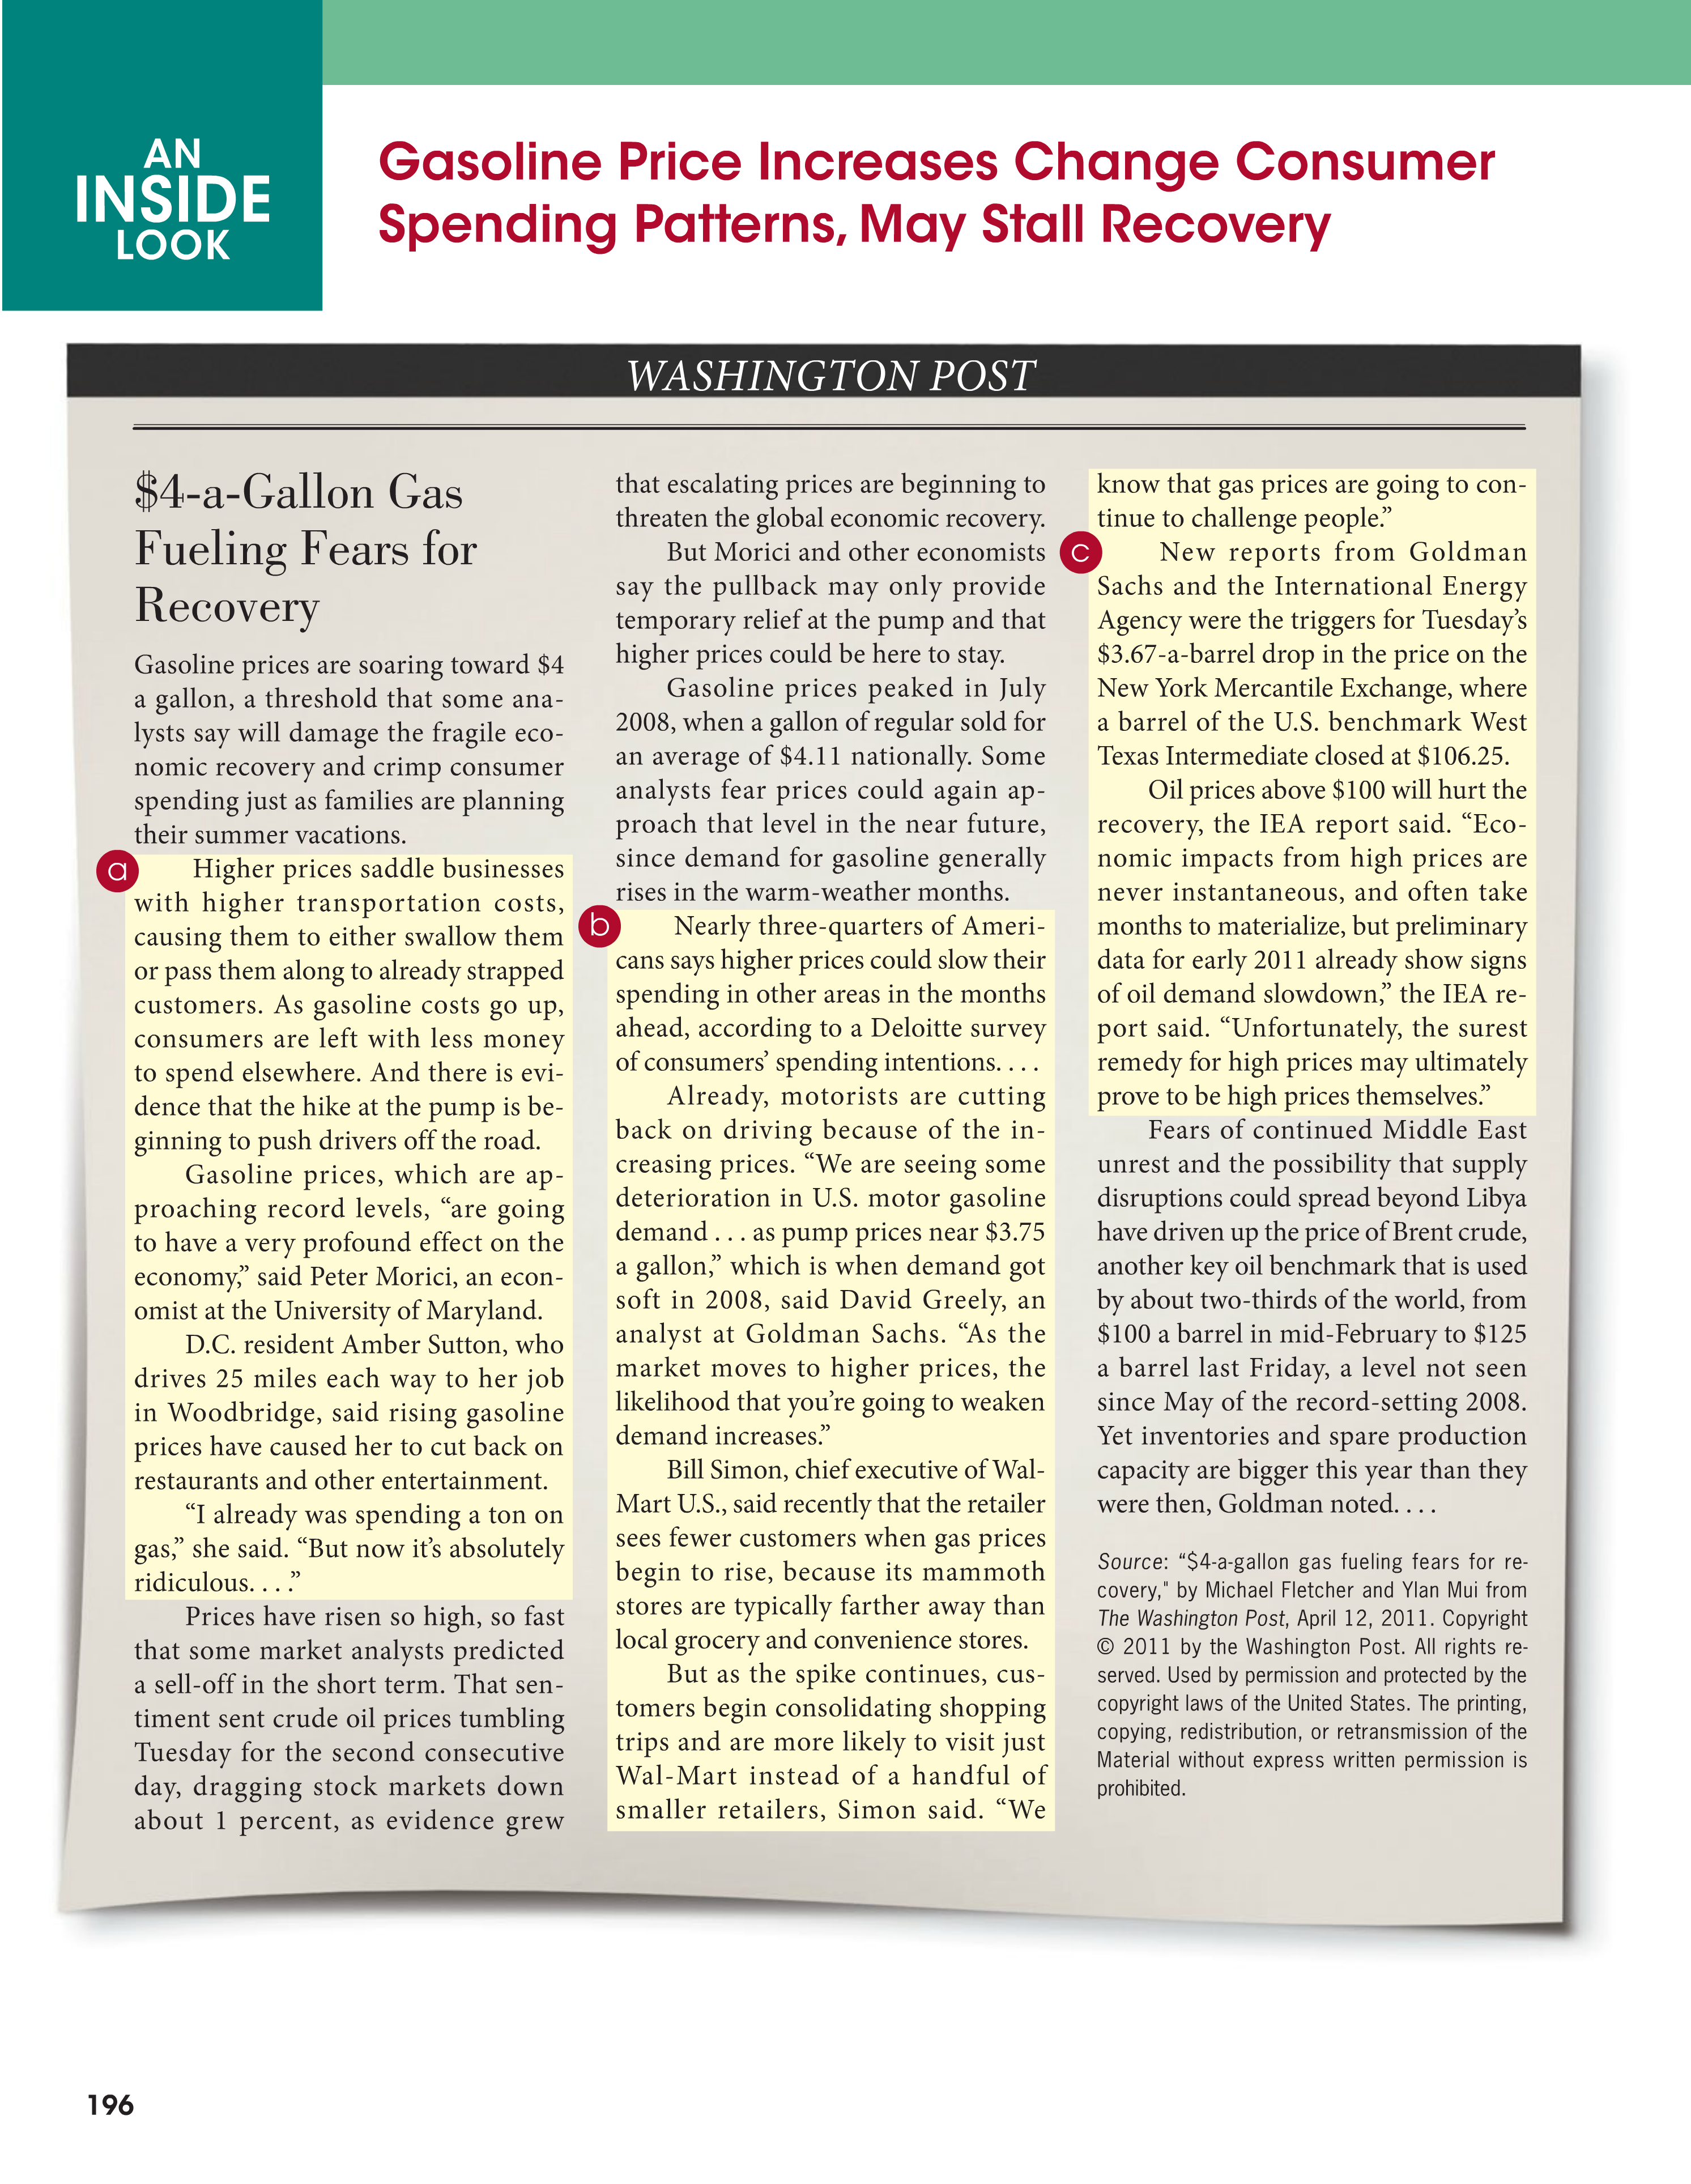 AN
INSIDE
LOOK
Gasoline Price Increases Change Consumer
Spending Patterns, May Stall Recovery
WASHINGTON POST
$4-a-Gallon Gas
Fueling Fears for
Recovery
Gasoline prices are soaring toward $4
a gallon, a threshold that some ana-
lysts say will damage the fragile eco-
nomic recovery and crimp consumer
spending just as families are planning
their summer vacations.
a Higher prices saddle businesses
with higher transportation costs,
causing them to either swallow them
or pass them along to already strapped
customers. As gasoline costs go up,
consumers are left with less money
to spend elsewhere. And there is evi-
dence that the hike at the pump is be-
ginning to push drivers off the road.
Gasoline prices, which are ap-
proaching record levels, “are going
to have a very profound effect on the
economy,” said Peter Morici, an econ-
omist at the University of Maryland.
D.C. resident Amber Sutton, who
drives 25 miles each way to her job
in Woodbridge, said rising gasoline
prices have caused her to cut back on
restaurants and other entertainment.
“I already was spending a ton on
gas,” she said. “But now it’s absolutely
ridiculous. . . .”
Prices have risen so high, so fast
that some market analysts predicted
a sell-off in the short term. That sen-
timent sent crude oil prices tumbling
Tuesday for the second consecutive
day, dragging stock markets down
about 1 percent, as evidence grew
that escalating prices are beginning to
threaten the global economic recovery.
But Morici and other economists
say the pullback may only provide
temporary relief at the pump and that
higher prices could be here to stay.
Gasoline prices peaked in July
2008, when a gallon of regular sold for
an average of $4.11 nationally. Some
analysts fear prices could again ap-
proach that level in the near future,
since demand for gasoline generally
rises in the warm-weather months.
b Nearly three-quarters of Ameri-
cans says higher prices could slow their
spending in other areas in the months
ahead, according to a Deloitte survey
of consumers’ spending intentions. . . .
Already, motorists are cutting
back on driving because of the in-
creasing prices. “We are seeing some
deterioration in U.S. motor gasoline
demand . . . as pump prices near $3.75
a gallon,” which is when demand got
soft in 2008, said David Greely, an
analyst at Goldman Sachs. “As the
market moves to higher prices, the
likelihood that you’re going to weaken
demand increases.”
Bill Simon, chief executive of Wal-
Mart U.S., said recently that the retailer
sees fewer customers when gas prices
begin to rise, because its mammoth
stores are typically farther away than
local grocery and convenience stores.
But as the spike continues, cus-
tomers begin consolidating shopping
trips and are more likely to visit just
Wal-Mart instead of a handful of
smaller retailers, Simon said. “We
know that gas prices are going to con-
tinue to challenge people.”
c New reports from Goldman
Sachs and the International Energy
Agency were the triggers for Tuesday’s
$3.67-a-barrel drop in the price on the
New York Mercantile Exchange, where
a barrel of the U.S. benchmark West
Texas Intermediate closed at $106.25.
Oil prices above $100 will hurt the
recovery, the IEA report said. “Eco-
nomic impacts from high prices are
never instantaneous, and often take
months to materialize, but preliminary
data for early 2011 already show signs
of oil demand slowdown,” the IEA re-
port said. “Unfortunately, the surest
remedy for high prices may ultimately
prove to be high prices themselves.”
Fears of continued Middle East
unrest and the possibility that supply
disruptions could spread beyond Libya
have driven up the price of Brent crude,
another key oil benchmark that is used
by about two-thirds of the world, from
$100 a barrel in mid-February to $125
a barrel last Friday, a level not seen
since May of the record-setting 2008.
Yet inventories and spare production
capacity are bigger this year than they
were then, Goldman noted. . . .
Source: “$4-a-gallon gas fueling fears for re-
covery," by Michael Fletcher and Ylan Mui from
The Washington Post, April 12, 2011. Copyright
© 2011 by the Washington Post. All rights re-
served. Used by permission and protected by the
copyright laws of the United States. The printing,
copying, redistribution, or retransmission of the
Material without express written permission is
prohibited.
196